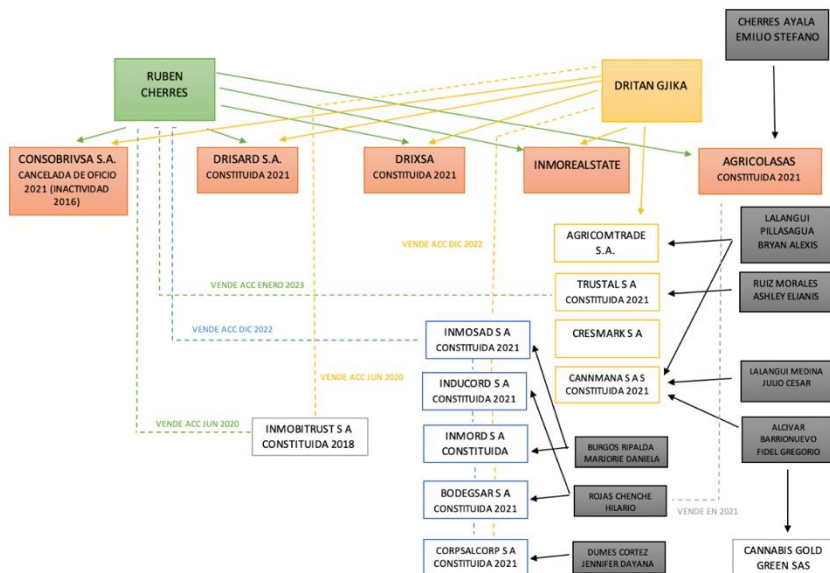 CHERRES AYALA
EMILIO STEFANO
RUBEN
CHERRES
DRITAN GJIKA
CONSOBRIVSA S.A.
CANCELADA DE OFICIO
2021 (INACTIVIDAD
2016)
DRISARD S.A.
CONSTITUIDA 2021
DRIXSA
CONSTITUIDA 2021
INMOREALSTATE
AGRICOLASAS
CONSTITUIDA 2021
VENDE ACC DIC 2022
AGRICOMTRADE
S.A.
LALANGUI
PILLASAGUA
BRYAN ALEXIS
VENDE ACC ENERO 2023
TRUSTAL S A
CONSTITUIDA 2021
RUIZ MORALES
ASHLEY ELIANIS
VENDE ACC DIC 2022
INMOSAD S A
CONSTITUIDA 2021
CRESMARK S A
VENDE ACC JUN 2020
INDUCORD S A
CONSTITUIDA 2021
CANNMANA S A S
CONSTITUIDA 2021
LALANGUI MEDINA
JULIO CESAR
VENDE ACC JUN 2020
INMOBITRUST S A
CONSTITUIDA 2018
INMORD S A
CONSTITUIDA
BURGOS RIPALDA
MARJORIE DANIELA
ALCIVAR
BARRIONUEVO
FIDEL GREGORIO
BODEGSAR S A
CONSTITUIDA 2021
ROJAS CHENCHE
HILARIO
VENDE EN 2021
CORPSALCORP S A
CONSTITUIDA 2021
DUMES CORTEZ
JENNIFER DAYANA
CANNABIS GOLD
GREEN SAS